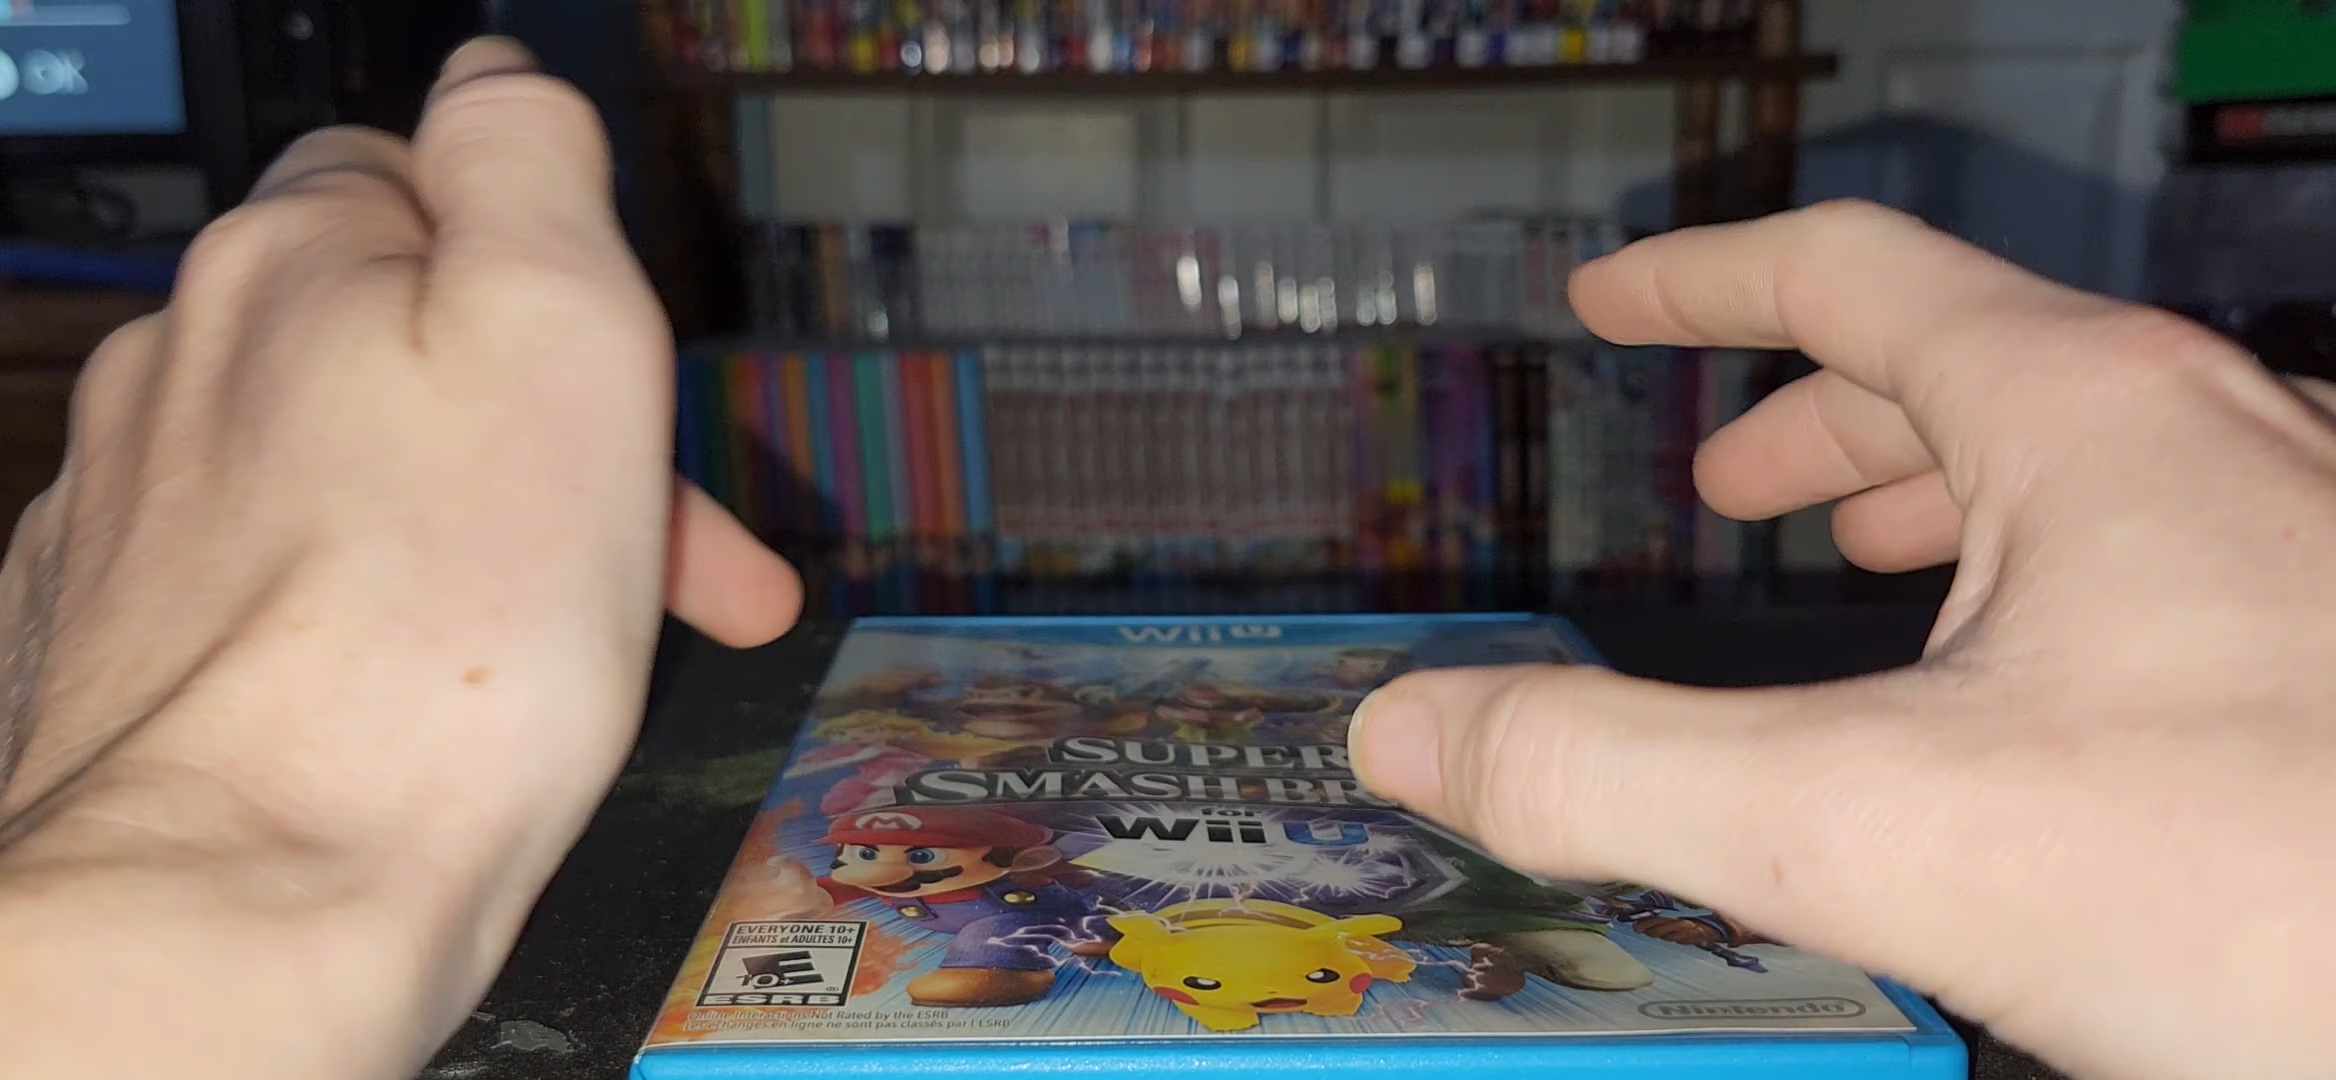 OK
Wii U
SUPER
SMASH BR
for
Wii U
M
EVERYONE 10+
ENFANTS et ADULTES 10+
E
10+
ESRB
Online Interactions Not Rated by the ESRB
Les échanges en ligne ne sont pas classés par l'ESRB
Nintendo